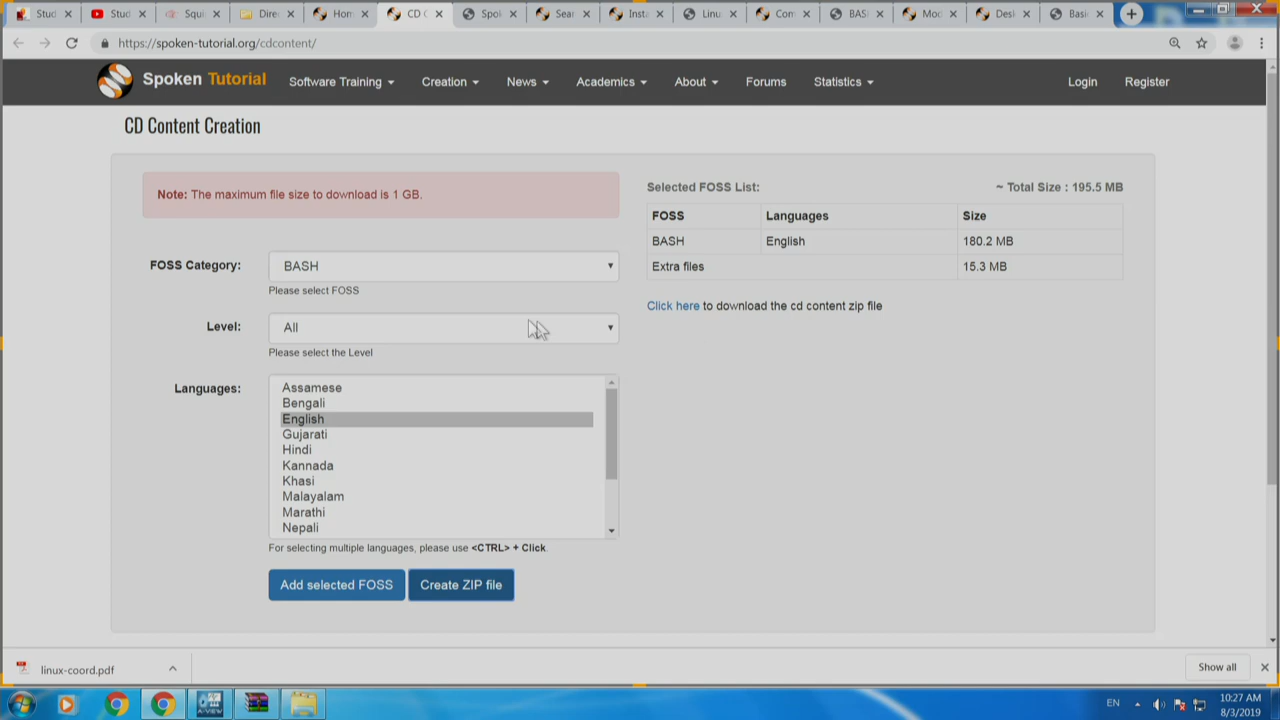 Stud
Stud
Squ
Dire
Hon
CD C
Spok
Sear
Insta
Linu
Con
BAS
Mod
Desk
Basic
https://spoken-tutorial.org/cdcontent/
Spoken Tutorial
Software Training
Creation
News
Academics
About
Forums
Statistics
Login
Register
CD Content Creation
Note: The maximum file size to download is 1 GB.
FOSS Category:
BASH
Please select FOSS
Level:
All
Please select the Level
Languages:
Assamese
Bengali
English
Gujarati
Hindi
Kannada
Khasi
Malayalam
Marathi
Nepali
For selecting multiple languages, please use <CTRL> + Click.
Add selected FOSS
Create ZIP file
Selected FOSS List:
~ Total Size : 195.5 MB
FOSS Languages Size
BASH English 180.2 MB
Extra files 15.3 MB
Click here to download the cd content zip file
linux-coord.pdf
Show all
A-VIEW
EN
10:27 AM
8/3/2019